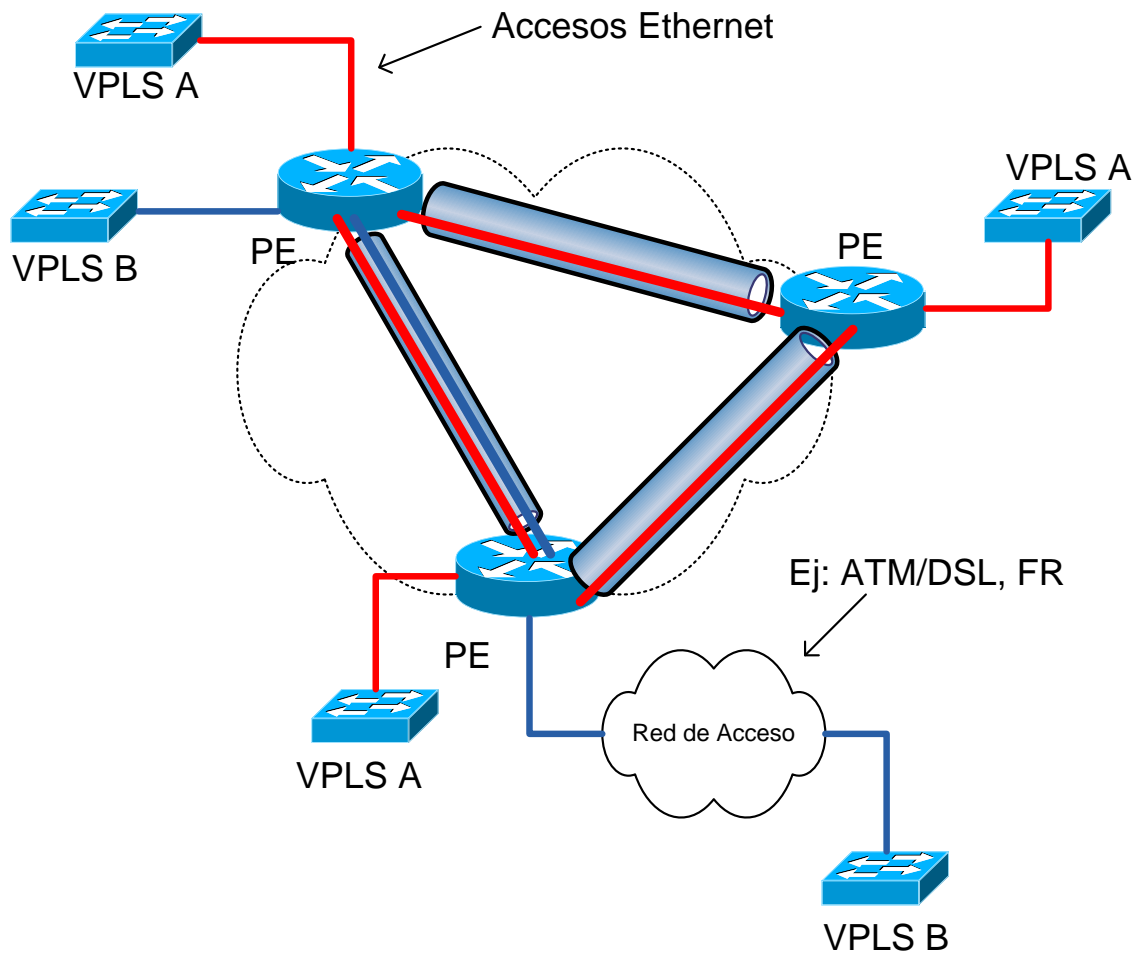 Accesos Ethernet
VPLS A
VPLS A
PE
PE
VPLS B
Ej: ATM/DSL, FR
PE
Red de Acceso
VPLS A
VPLS B